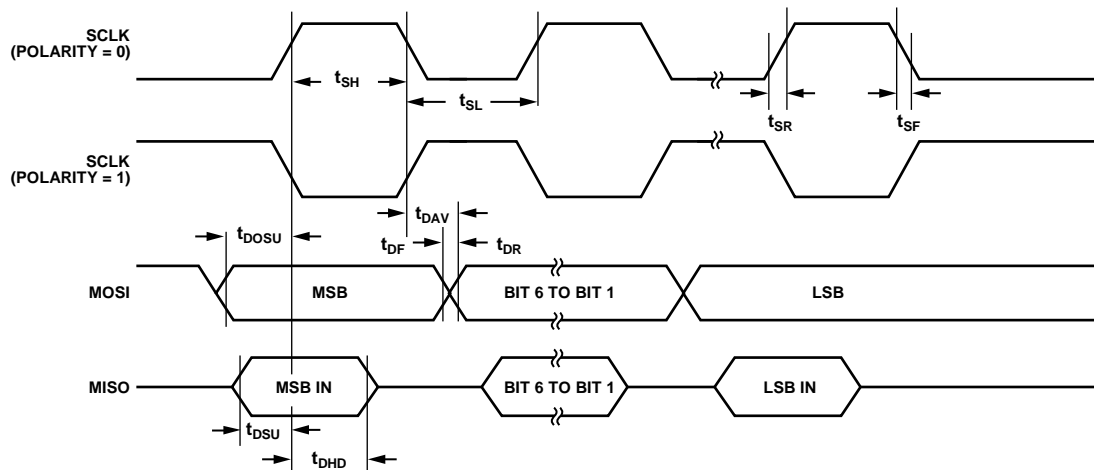 SCLK
(POLARITY = 0)
tSH
tSL
tSR
tSF
SCLK
(POLARITY = 1)
tDAV
tDOSU
tDF
tDR
MOSI
MSB
BIT 6 TO BIT 1
LSB
MISO
MSB IN
BIT 6 TO BIT 1
LSB IN
tDSU
tDHD